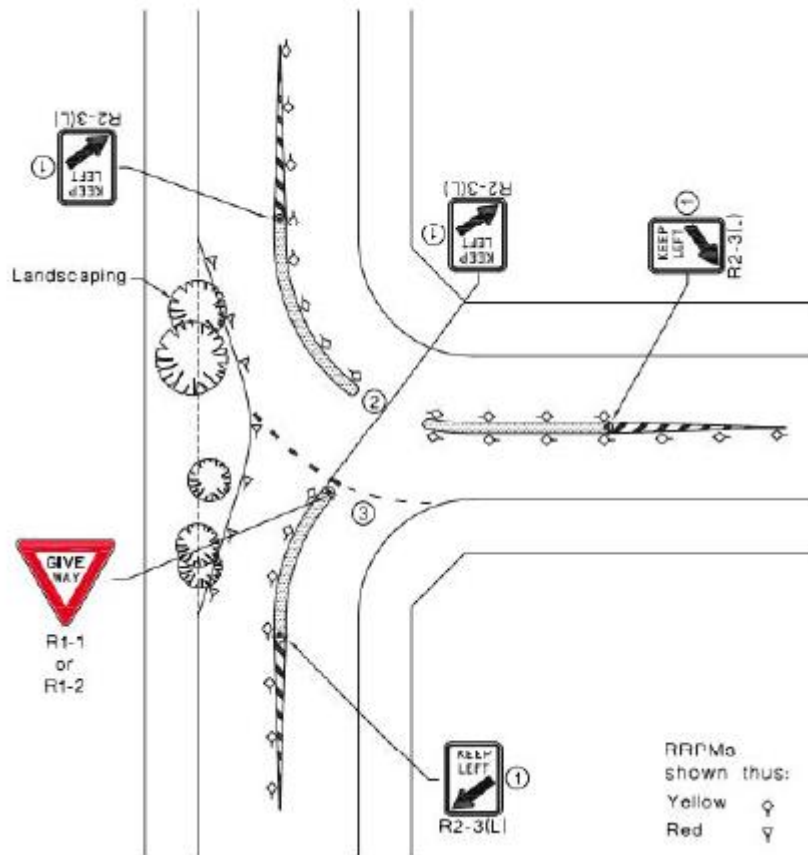 R2-3(L)
1
KEEP
LEFT
R2-3(L)
1
KEEP
LEFT
1
KEEP
LEFT
R2-3(L)
Landscaping
2
3
GIVE
WAY
R1-1
or
R1-2
KEEP
LEFT
1
R2-3(L)
RRPMs
shown thus:
Yellow
Red